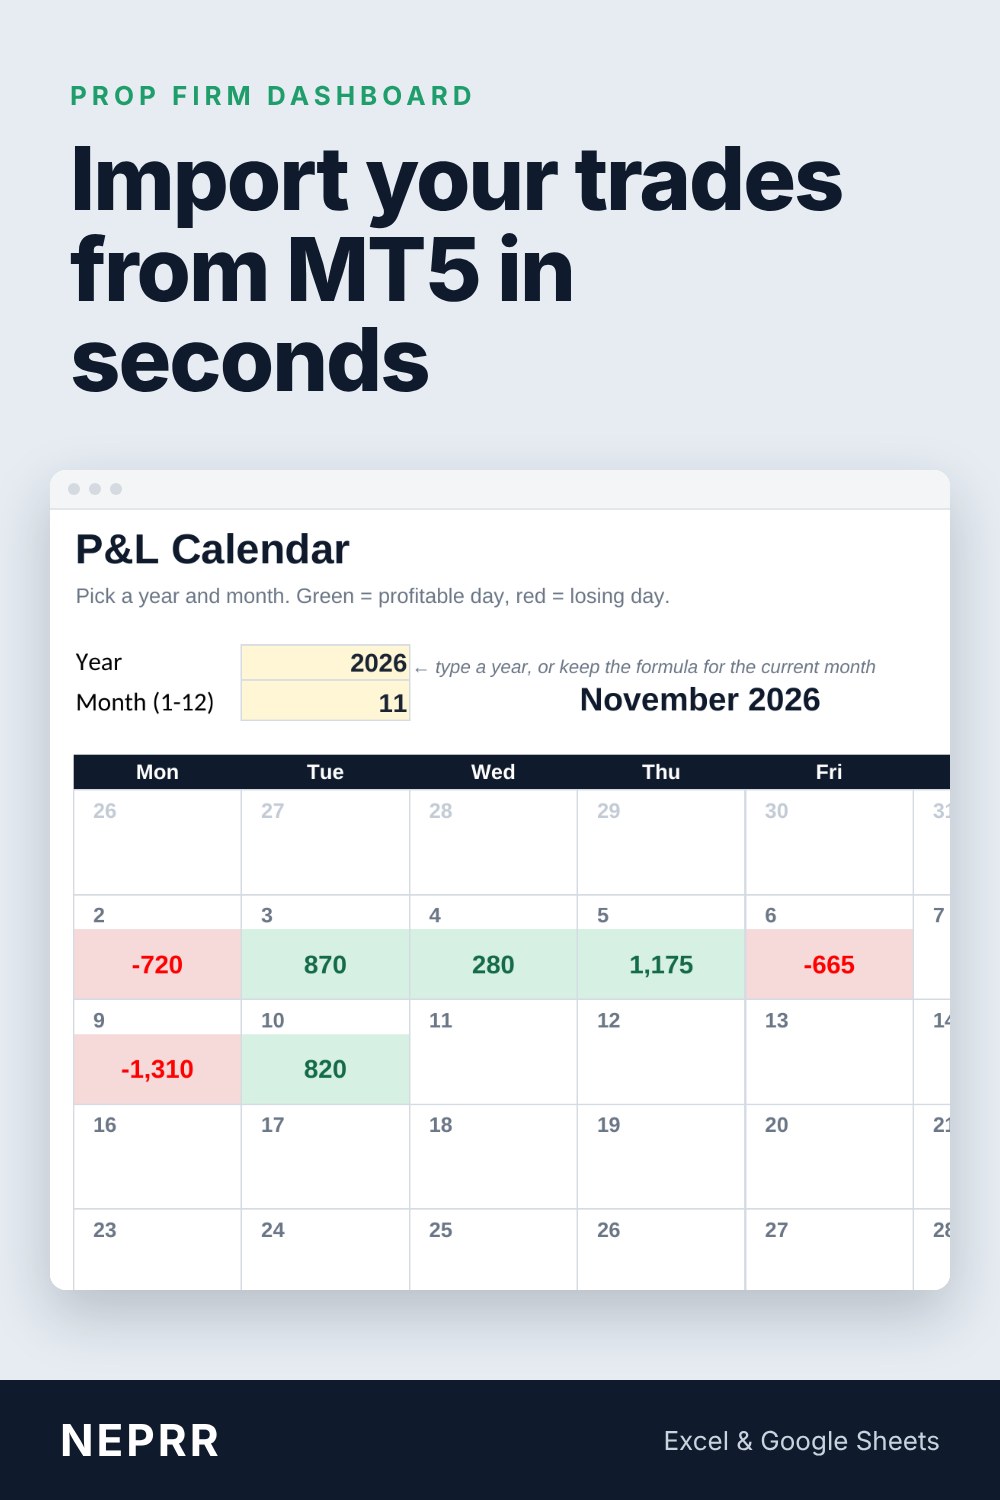 PROP FIRM DASHBOARD
Import your trades
from MT5 in
seconds
P&L Calendar
Pick a year and month. Green = profitable day, red = losing day.
Year 2026 ← type a year, or keep the formula for the current month
Month (1-12) 11 November 2026
Mon Tue Wed Thu Fri
26 27 28 29 30 31
2 3 4 5 6 7
-720 870 280 1,175 -665
9 10 11 12 13 14
-1,310 820
16 17 18 19 20 21
23 24 25 26 27 28
NEPRR Excel & Google Sheets